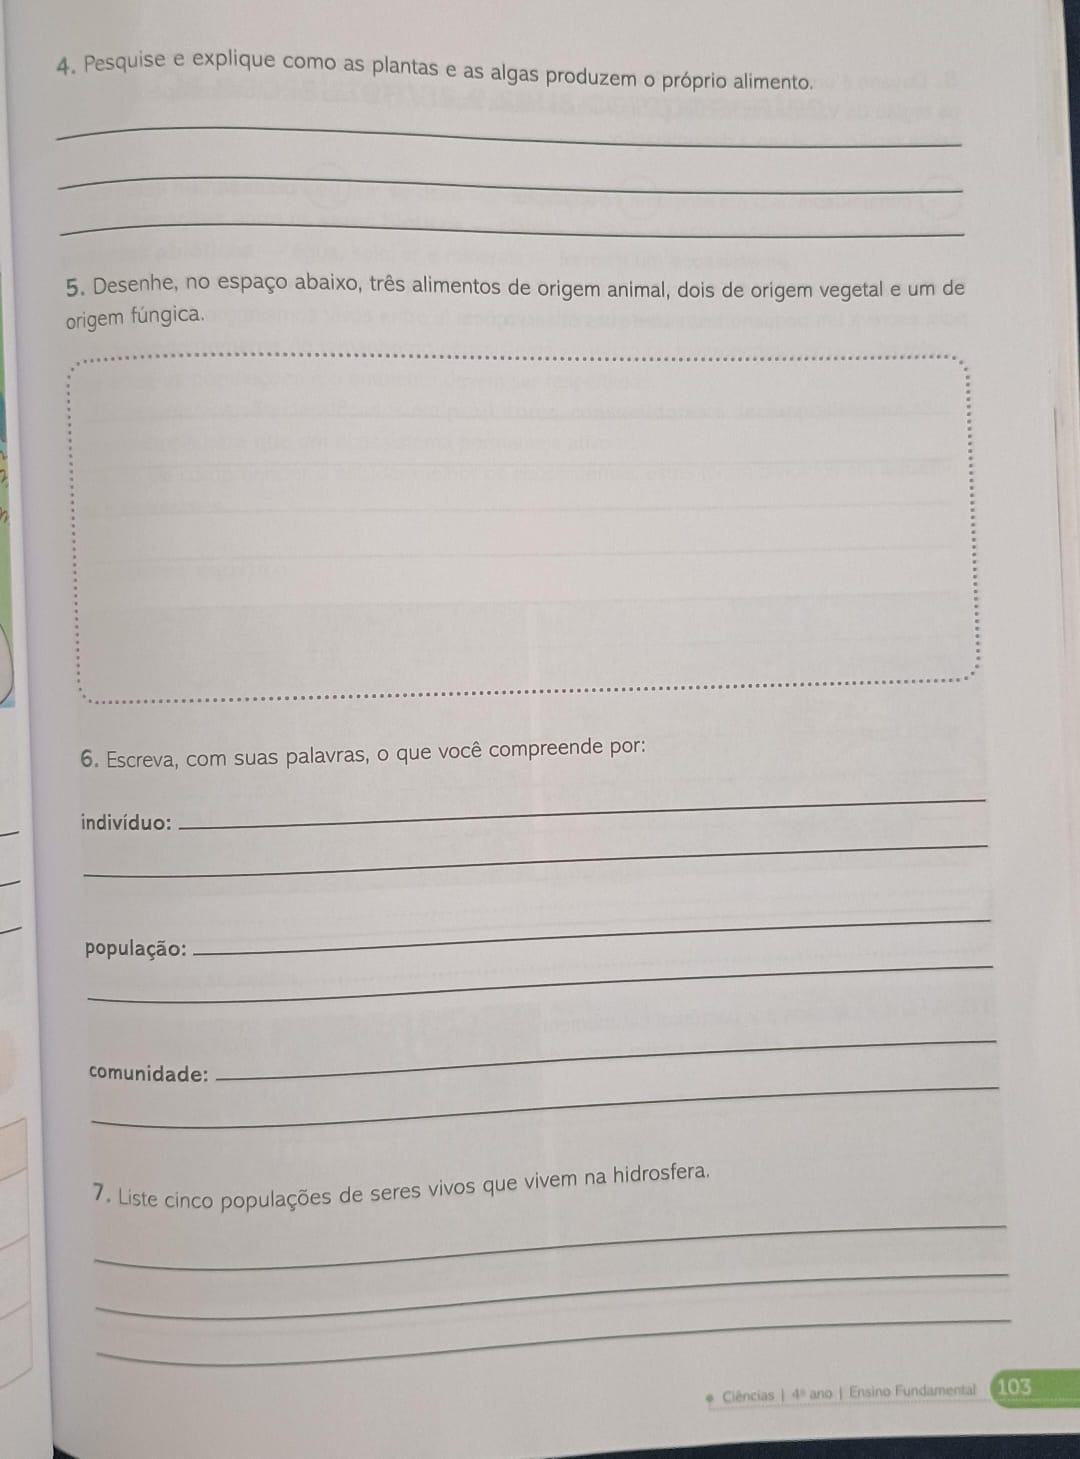 4. Pesquise e explique como as plantas e as algas produzem o próprio alimento.
5. Desenhe, no espaço abaixo, três alimentos de origem animal, dois de origem vegetal e um de
origem fúngica.
6. Escreva, com suas palavras, o que você compreende por:
indivíduo:
população:
comunidade:
7. Liste cinco populações de seres vivos que vivem na hidrosfera.
Ciências | 4º ano | Ensino Fundamental 103